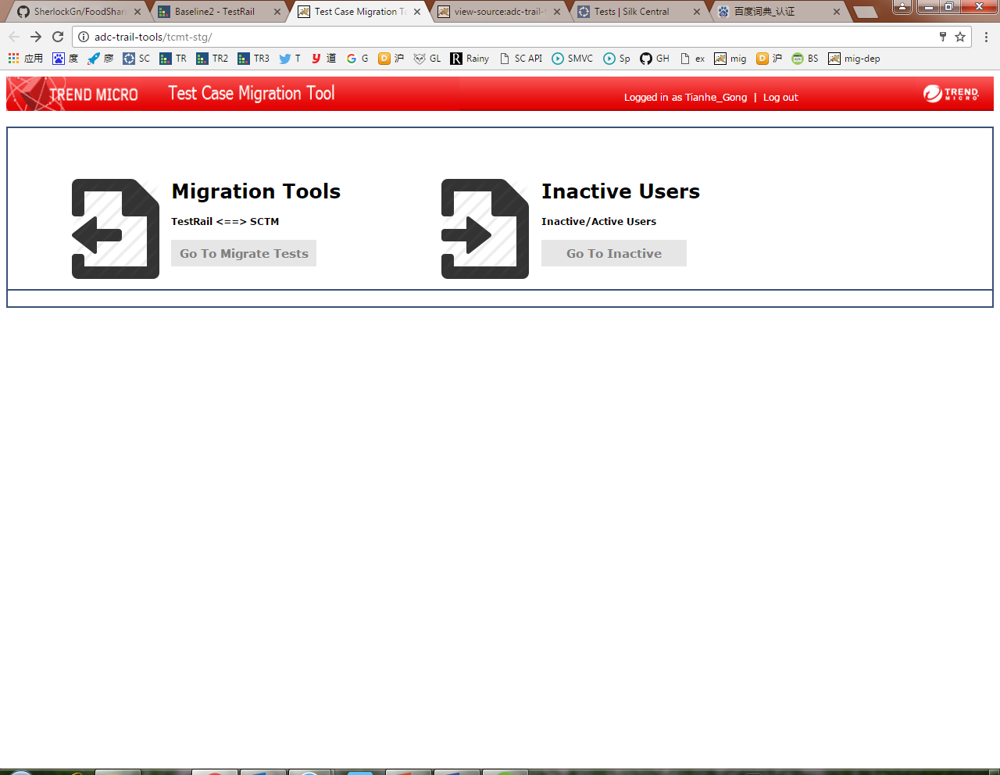 SherlockGn/FoodShar
Baseline2 - TestRail
Test Case Migration To
view-source:adc-trail-t
Tests | Silk Central
百度词典_认证
adc-trail-tools/tcmt-stg/
应用 度 廖 SC TR TR2 TR3 T 道 G 沪 GL Rainy SC API SMVC Sp GH ex mig 沪 BS mig-dep
TREND MICRO Test Case Migration Tool Logged in as Tianhe_Gong | Log out TREND MICRO
Migration Tools
TestRail <==> SCTM
Go To Migrate Tests
Inactive Users
Inactive/Active Users
Go To Inactive